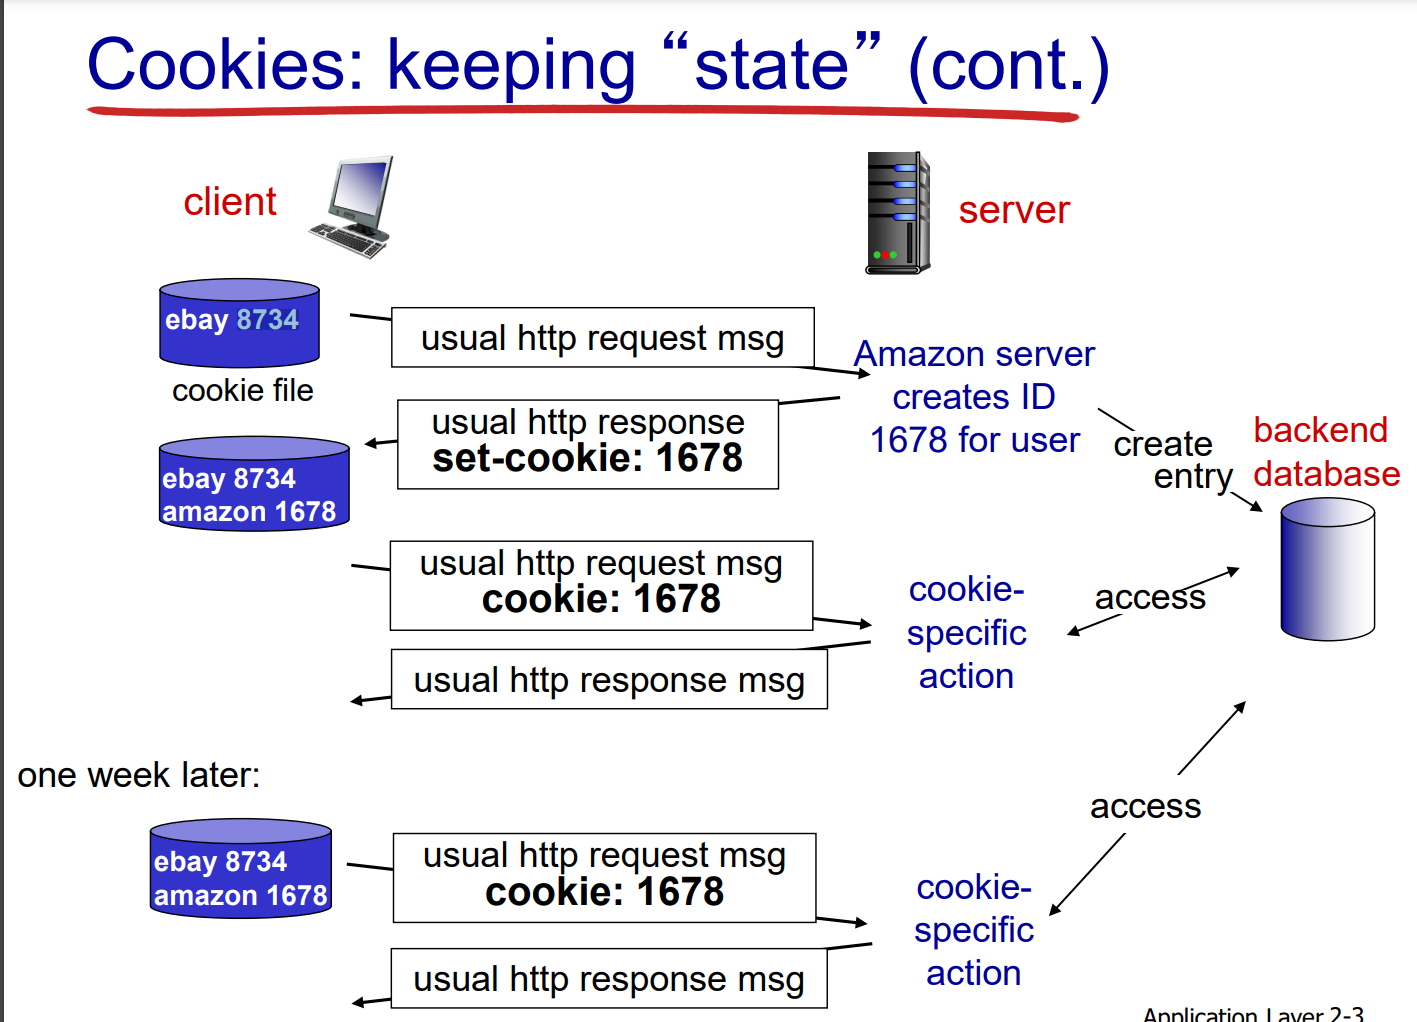 Cookies: keeping “state” (cont.)
client
server
ebay 8734
cookie file
usual http request msg
Amazon server
creates ID
1678 for user
usual http response
set-cookie: 1678
create
entry
backend
database
ebay 8734
amazon 1678
usual http request msg
cookie: 1678
cookie-
specific
action
access
usual http response msg
one week later:
access
ebay 8734
amazon 1678
usual http request msg
cookie: 1678
cookie-
specific
action
usual http response msg
Application Layer 2-3